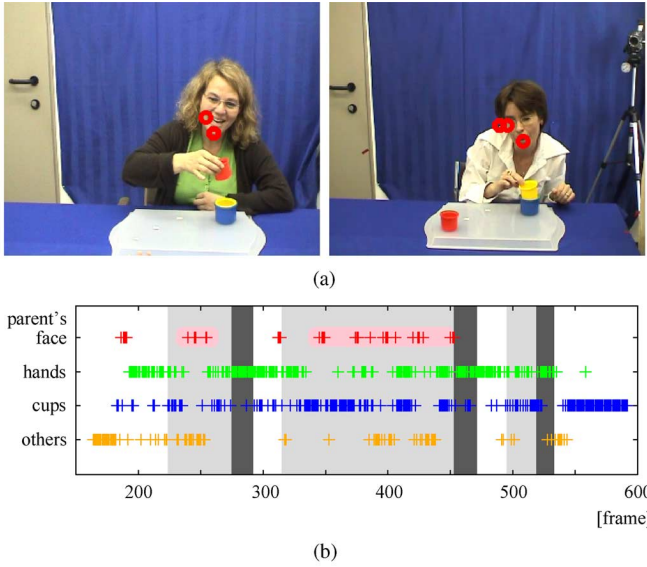 (a)
parent's
face
hands
cups
others
200 300 400 500 600
[frame]
(b)